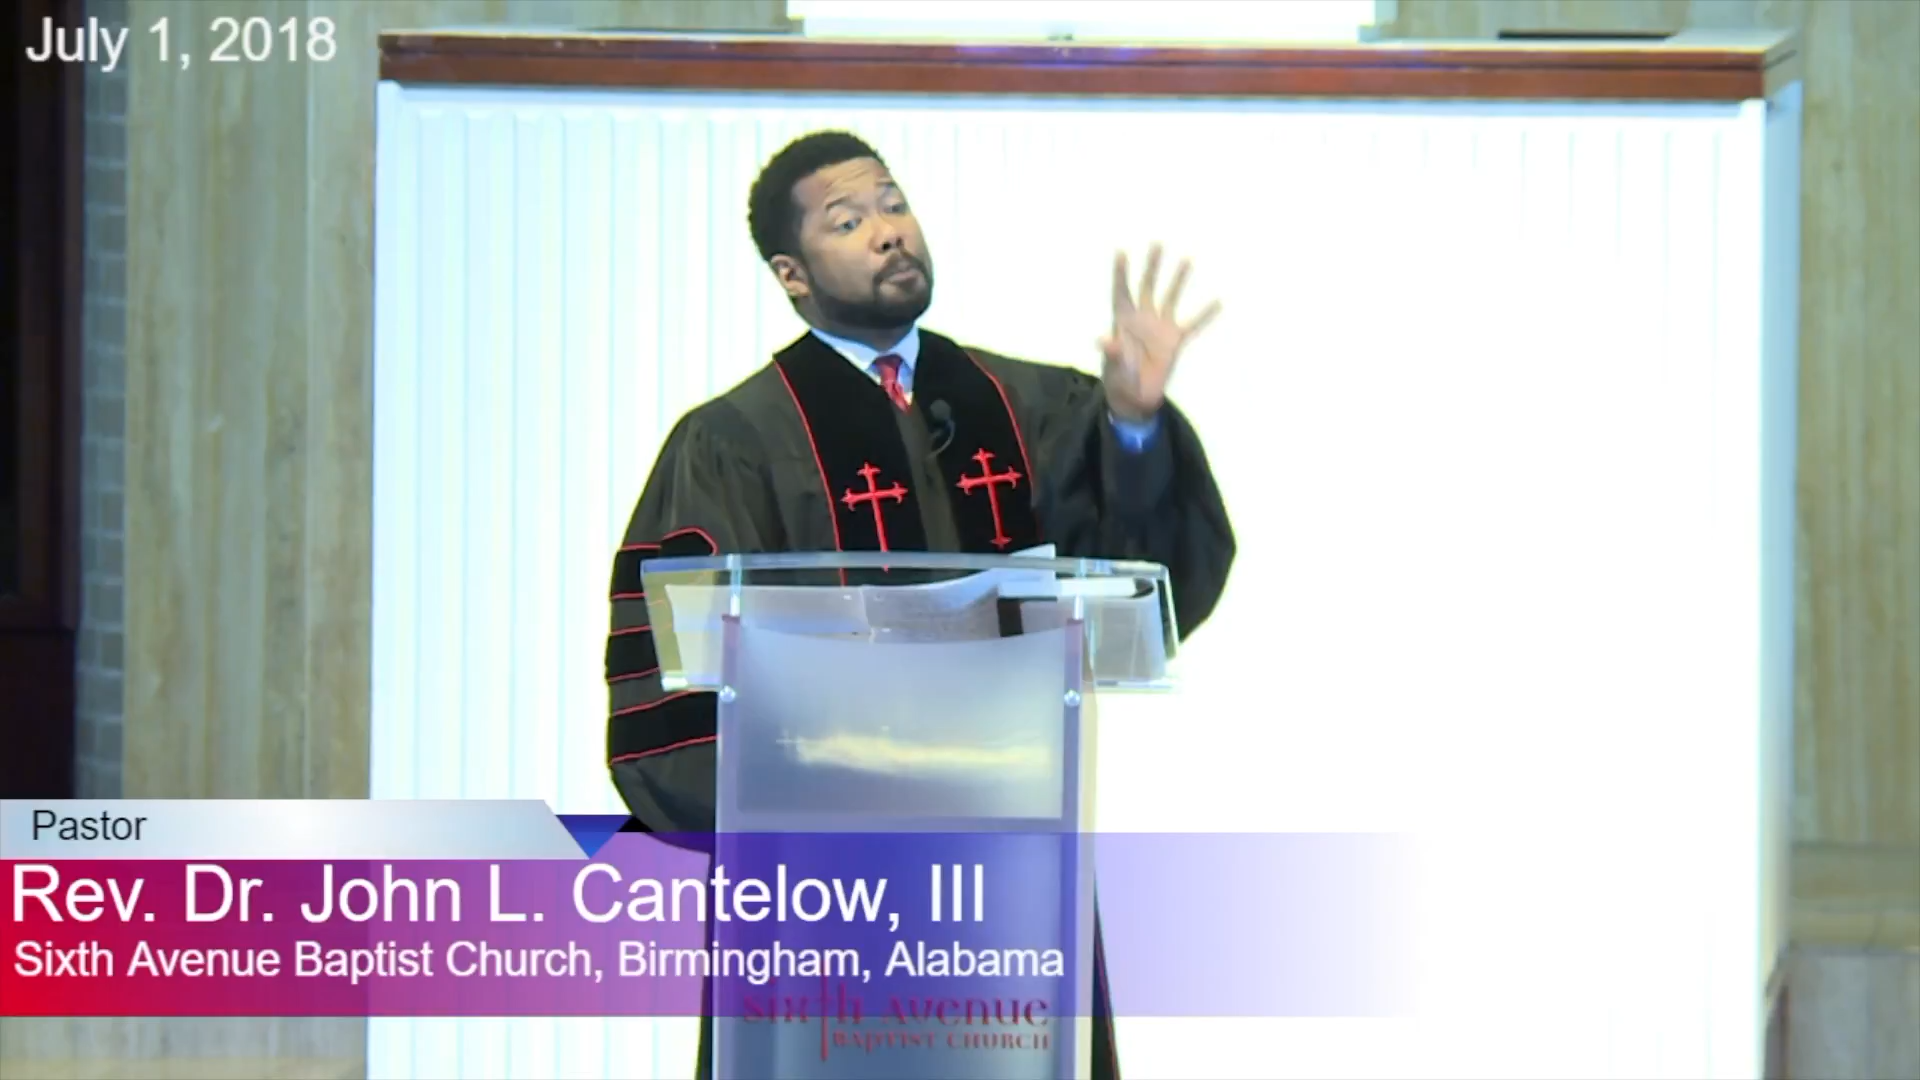 July 1, 2018
Pastor
Rev. Dr. John L. Cantelow, III
Sixth Avenue Baptist Church, Birmingham, Alabama
sixth avenue
BAPTIST CHURCH